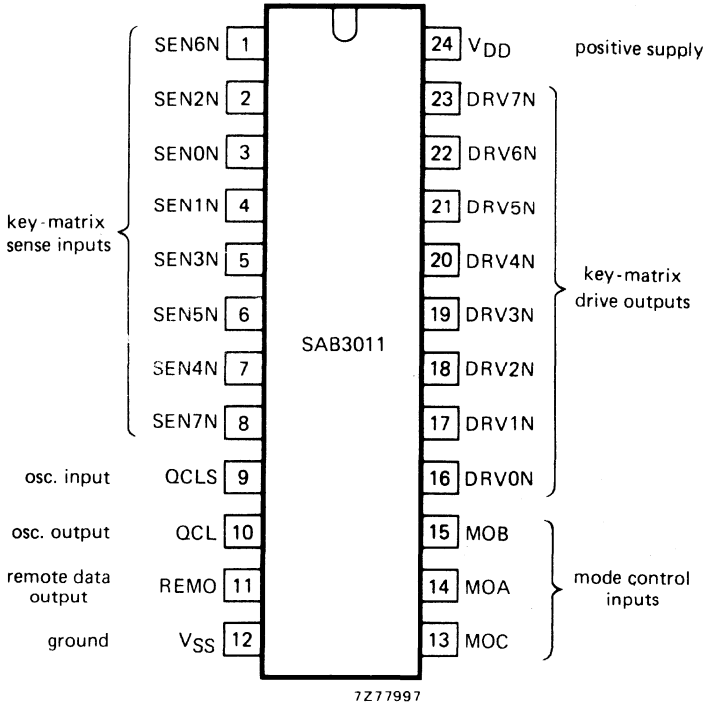 SEN6N 1
24 VDD positive supply
SEN2N 2
23 DRV7N
SEN0N 3
22 DRV6N
SEN1N 4
21 DRV5N
key-matrix
sense inputs
SEN3N 5
20 DRV4N
key-matrix
drive outputs
SEN5N 6
19 DRV3N
SAB3011
SEN4N 7
18 DRV2N
SEN7N 8
17 DRV1N
osc. input QCLS 9
16 DRV0N
osc. output QCL 10
15 MOB
remote data
output
REMO 11
14 MOA
mode control
inputs
ground VSS 12
13 MOC
7Z77997